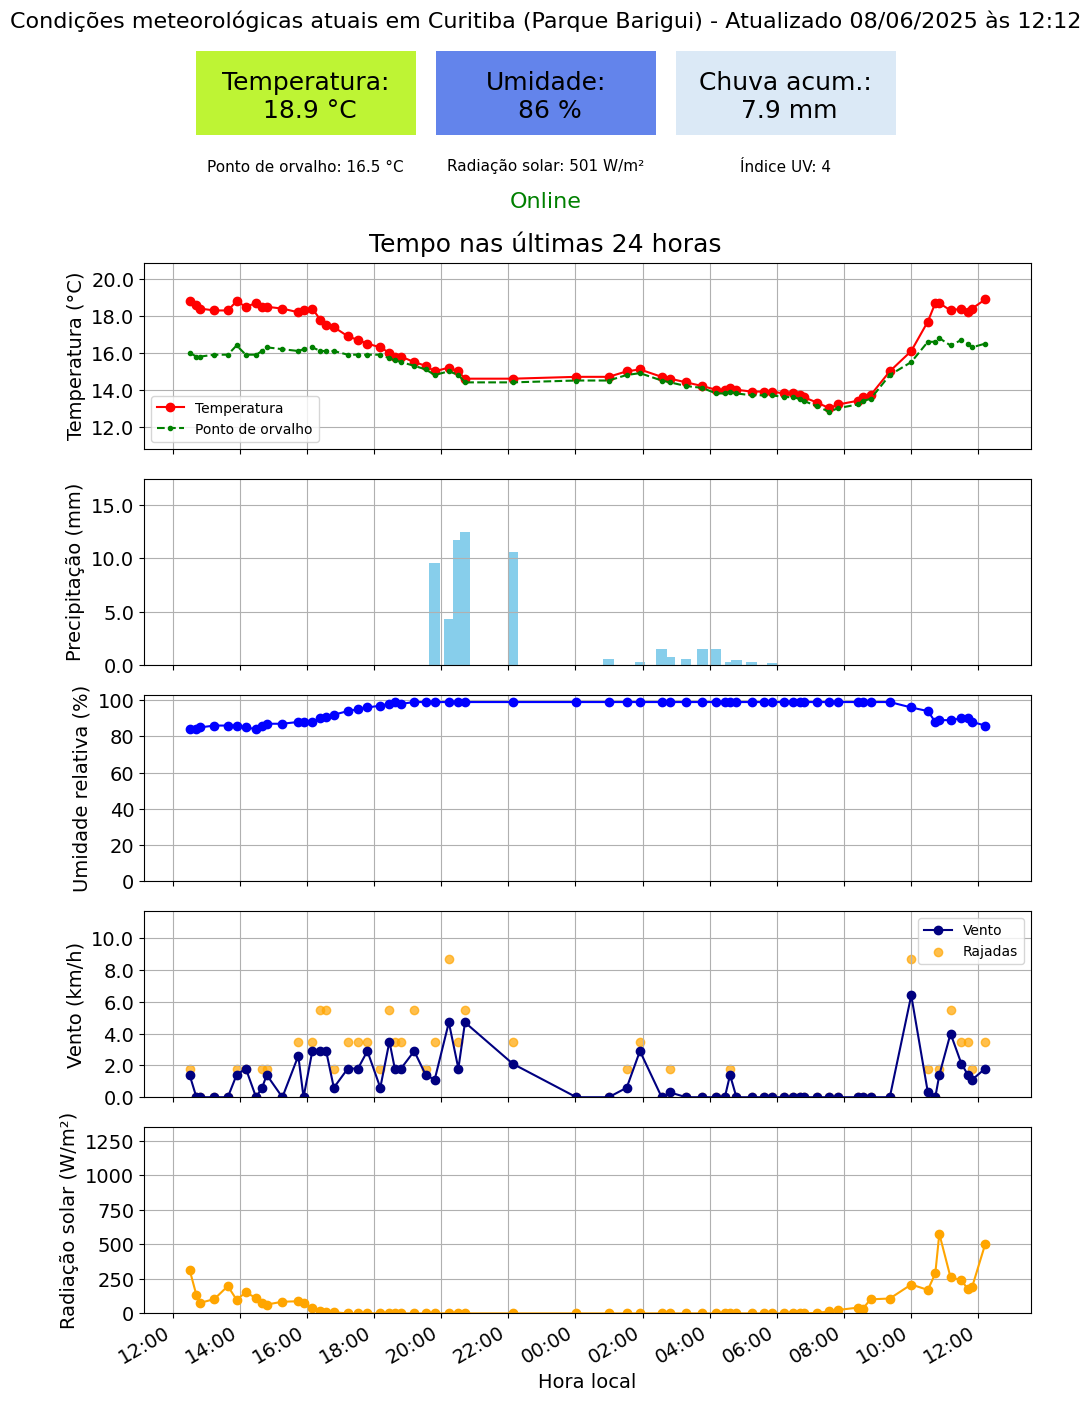 Condições meteorológicas atuais em Curitiba (Parque Barigui) - Atualizado 08/06/2025 às 12:12
Temperatura:
18.9 °C
Umidade:
86 %
Chuva acum.:
7.9 mm
Ponto de orvalho: 16.5 °C
Radiação solar: 501 W/m²
Índice UV: 4
Online
Tempo nas últimas 24 horas
Temperatura (°C)
20.0
18.0
16.0
14.0
12.0
Temperatura
Ponto de orvalho
Precipitação (mm)
15.0
10.0
5.0
0.0
Umidade relativa (%)
100
80
60
40
20
0
Vento (km/h)
10.0
8.0
6.0
4.0
2.0
0.0
Vento
Rajadas
Radiação solar (W/m²)
1250
1000
750
500
250
0
12:00
14:00
16:00
18:00
20:00
22:00
00:00
02:00
04:00
06:00
08:00
10:00
12:00
Hora local